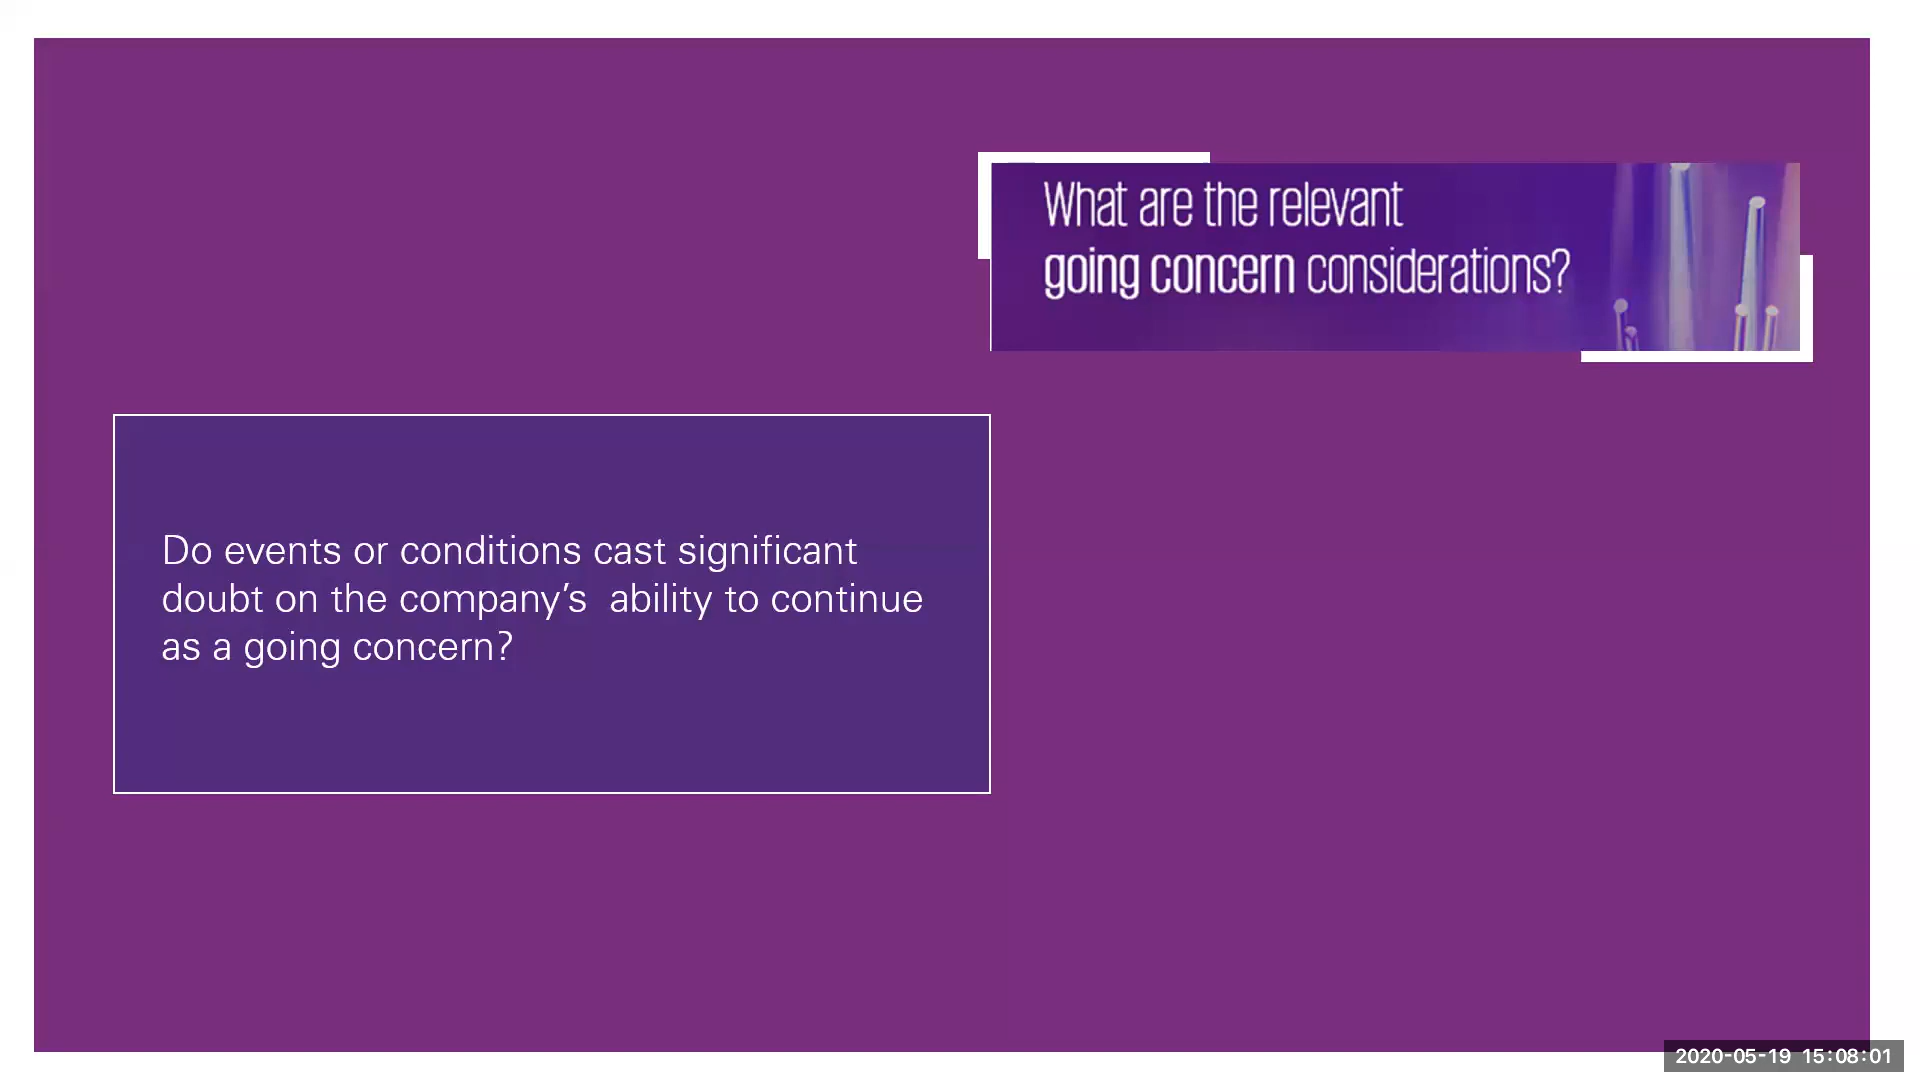 What are the relevant
going concern considerations?
Do events or conditions cast significant
doubt on the company’s  ability to continue
as a going concern?
2020-05-19 15:08:01